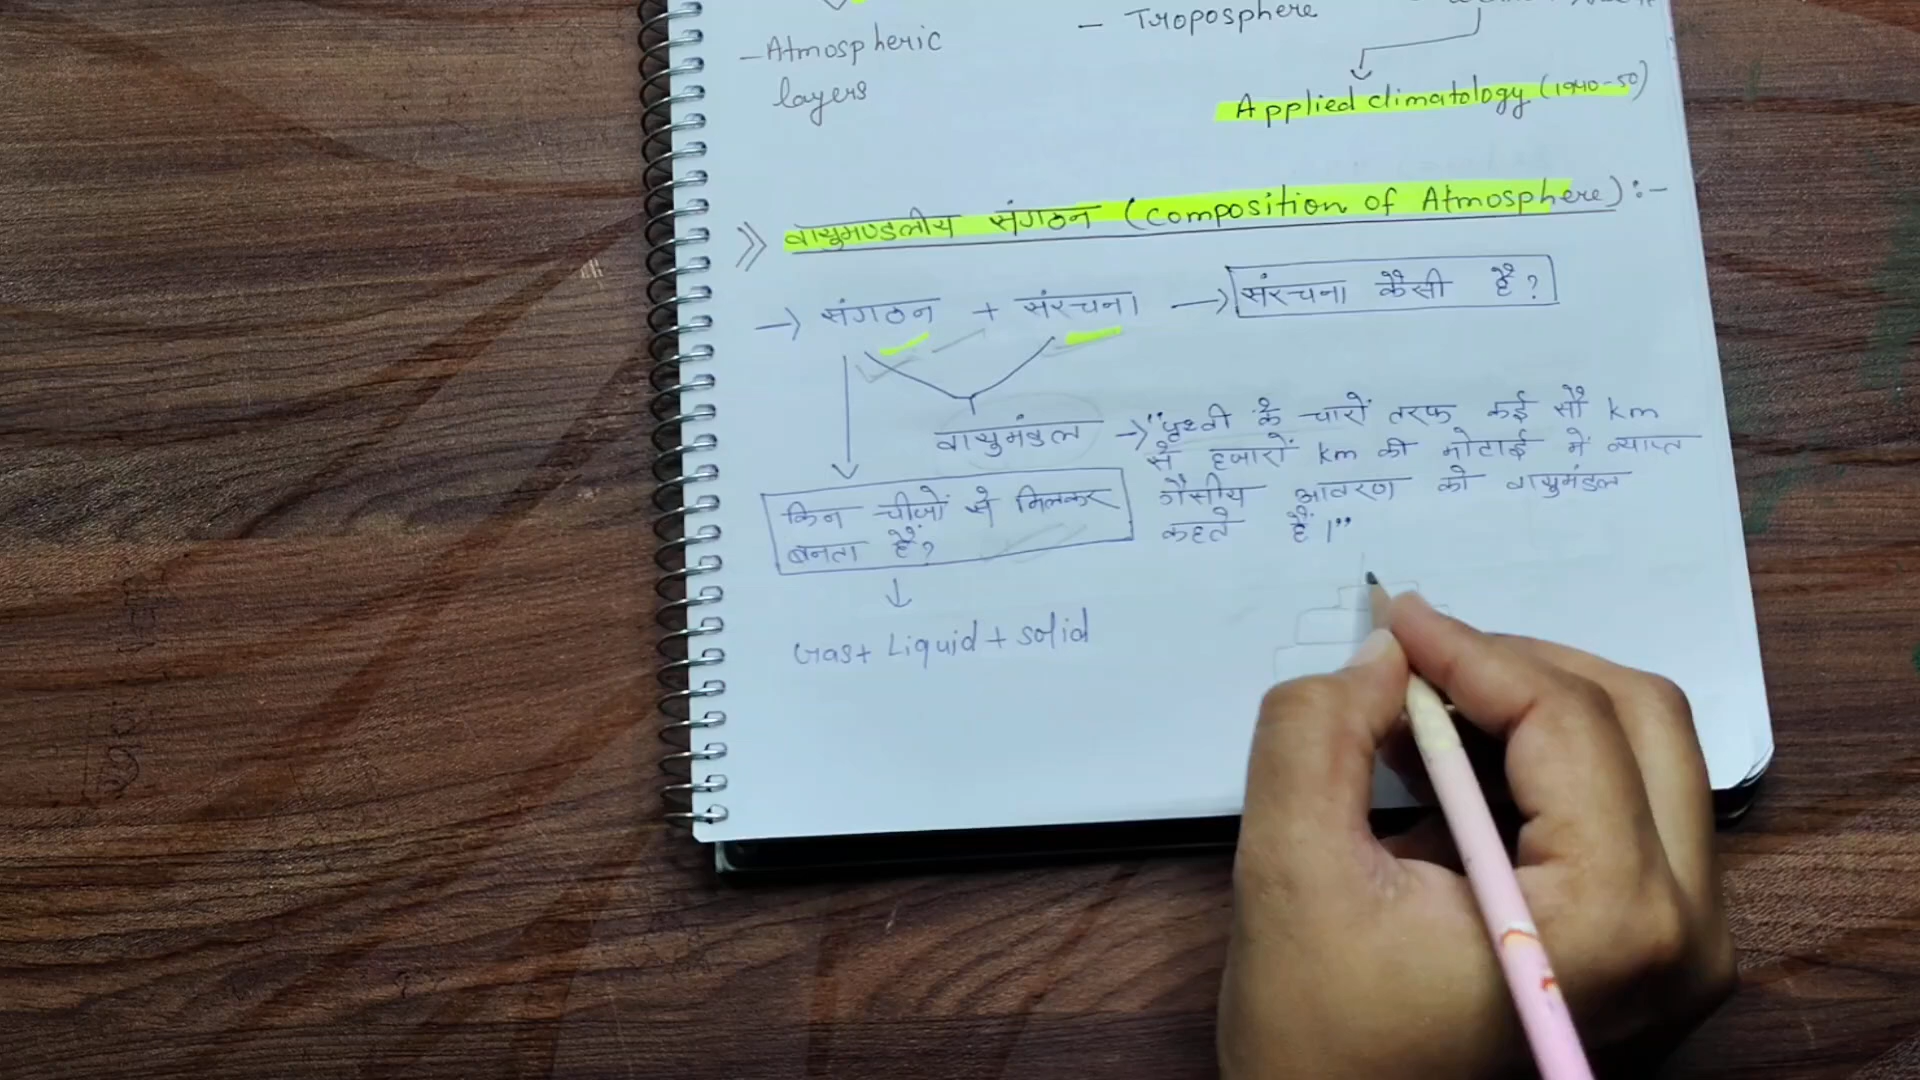 - Troposphere
- Atmospheric
layers
Applied climatology (1940-50)
>> वायुमण्डलीय संगठन (Composition of Atmosphere) :-
→ संगठन + संरचना → संरचना कैसी है?
वायुमंडल → "पृथ्वी के चारों तरफ कई सौ km
से हजारों km की मोटाई में व्याप्त
गैसीय आवरण को वायुमंडल
कहते हैं।"
किन चीजों से मिलकर
बनता है?
↓
Gas + Liquid + Solid